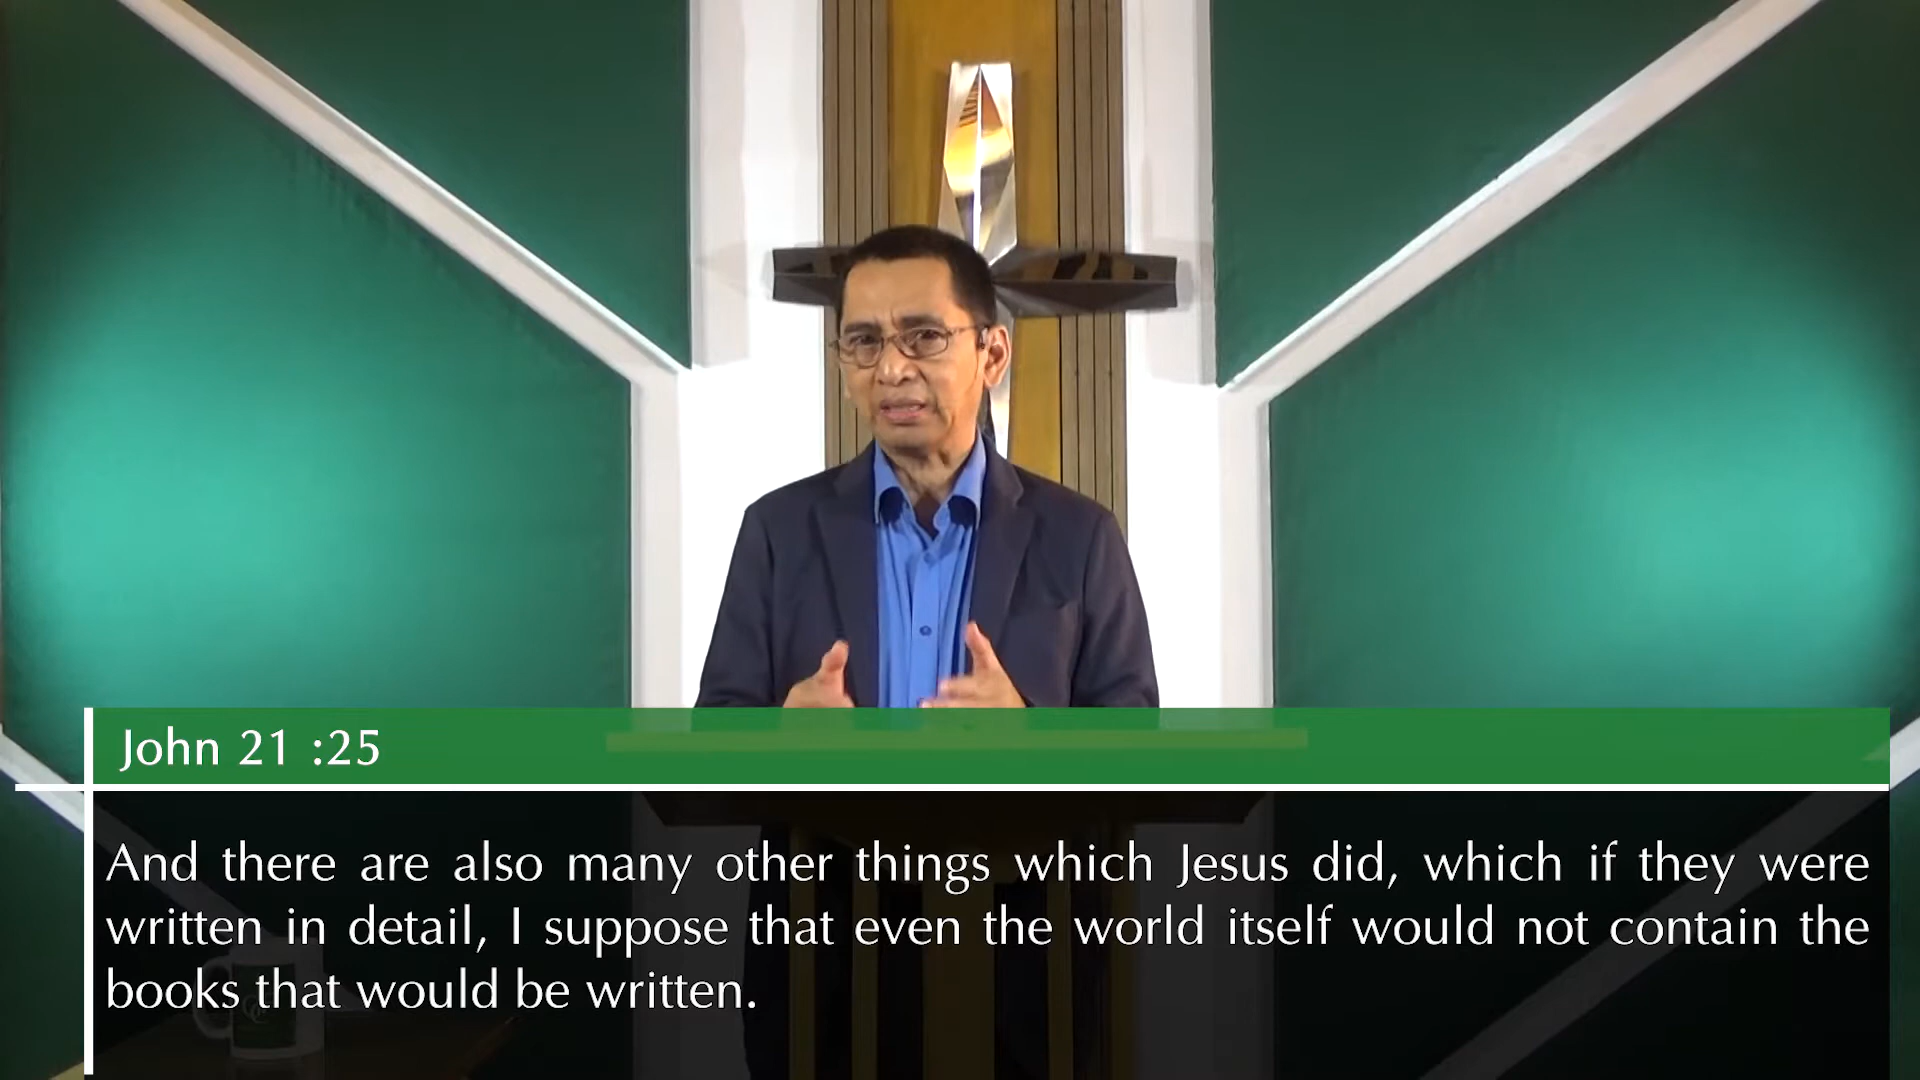 John 21 :25
And there are also many other things which Jesus did, which if they were
written in detail, I suppose that even the world itself would not contain the
books that would be written.